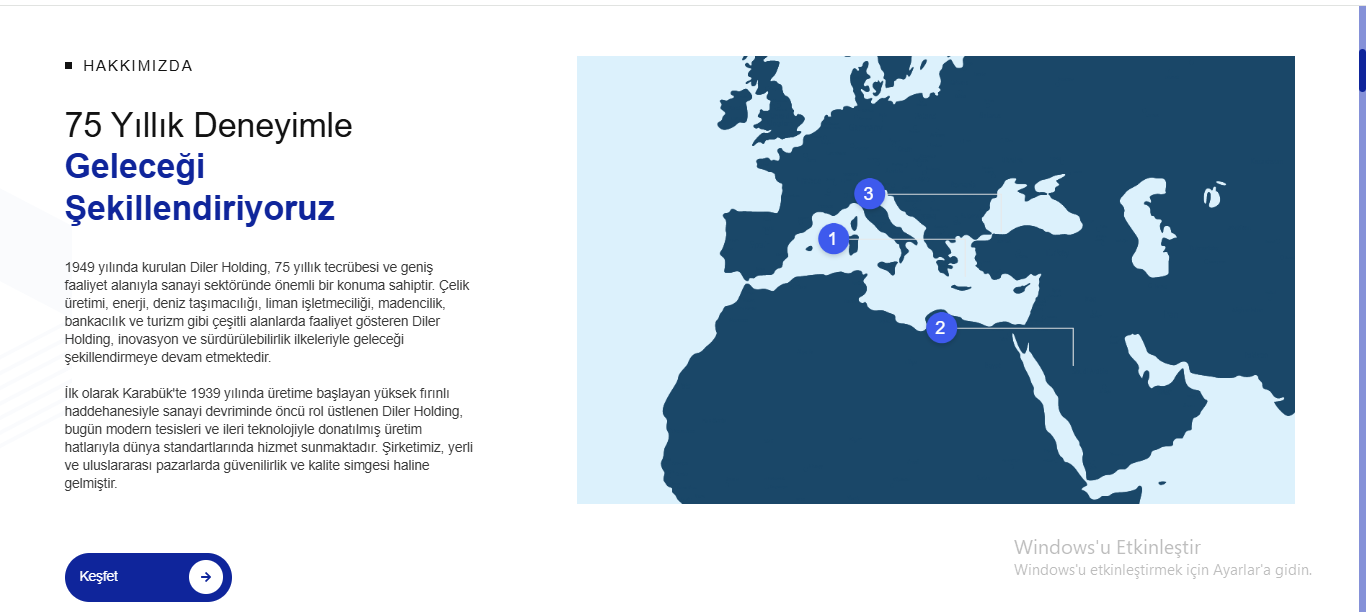 HAKKIMIZDA
75 Yıllık Deneyimle
Geleceği
Şekillendiriyoruz
1949 yılında kurulan Diler Holding, 75 yıllık tecrübesi ve geniş
faaliyet alanıyla sanayi sektöründe önemli bir konuma sahiptir. Çelik
üretimi, enerji, deniz taşımacılığı, liman işletmeciliği, madencilik,
bankacılık ve turizm gibi çeşitli alanlarda faaliyet gösteren Diler
Holding, inovasyon ve sürdürülebilirlik ilkeleriyle geleceği
şekillendirmeye devam etmektedir.
İlk olarak Karabük'te 1939 yılında üretime başlayan yüksek fırınlı
haddehanesiyle sanayi devriminde öncü rol üstlenen Diler Holding,
bugün modern tesisleri ve ileri teknolojiyle donatılmış üretim
hatlarıyla dünya standartlarında hizmet sunmaktadır. Şirketimiz, yerli
ve uluslararası pazarlarda güvenilirlik ve kalite simgesi haline
gelmiştir.
Keşfet
3
1
2
Windows'u Etkinleştir
Windows'u etkinleştirmek için Ayarlar'a gidin.